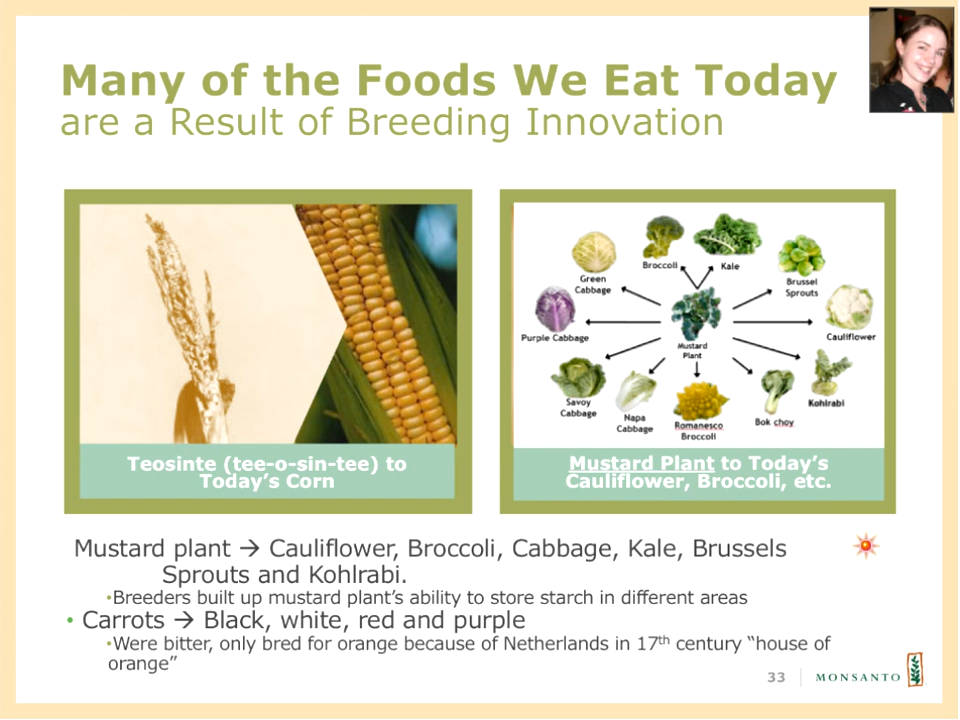 Many of the Foods We Eat Today
are a Result of Breeding Innovation
Teosinte (tee-o-sin-tee) to
Today's Corn
Broccoli
Kale
Green
Cabbage
Brussel
Sprouts
Purple Cabbage
Mustard
Plant
Cauliflower
Savoy
Cabbage
Napa
Cabbage
Romanesco
Broccoli
Bok choy
Kohlrabi
Mustard Plant to Today's
Cauliflower, Broccoli, etc.
Mustard plant → Cauliflower, Broccoli, Cabbage, Kale, Brussels
Sprouts and Kohlrabi.
•Breeders built up mustard plant's ability to store starch in different areas
• Carrots → Black, white, red and purple
•Were bitter, only bred for orange because of Netherlands in 17th century "house of
orange"
33
MONSANTO